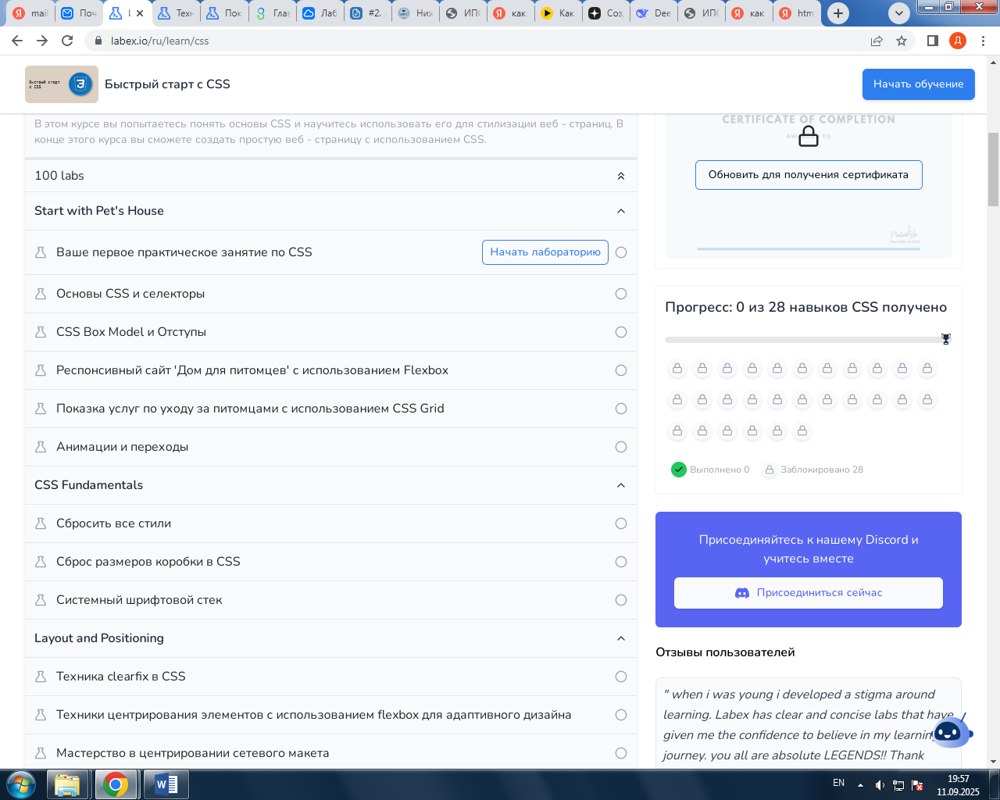 mail
Поч
L
Техн
Пок
Глав
Лаб
#2.
Ниж
ИПС
как
Как
Соз
Dee
ИПС
как
htm
labex.io/ru/learn/css
Д
Быстрый старт с CSS
Быстрый старт с CSS
Начать обучение
В этом курсе вы попытаетесь понять основы CSS и научитесь использовать его для стилизации веб - страниц. В
конце этого курса вы сможете создать простую веб - страницу с использованием CSS.
100 labs
Start with Pet's House
Ваше первое практическое занятие по CSS
Начать лабораторию
Основы CSS и селекторы
CSS Box Model и Отступы
Респонсивный сайт 'Дом для питомцев' с использованием Flexbox
Показка услуг по уходу за питомцами с использованием CSS Grid
Анимации и переходы
CSS Fundamentals
Сбросить все стили
Сброс размеров коробки в CSS
Системный шрифтовой стек
Layout and Positioning
Техника clearfix в CSS
Техники центрирования элементов с использованием flexbox для адаптивного дизайна
Мастерство в центрировании сетевого макета
CERTIFICATE OF COMPLETION
Обновить для получения сертификата
Founder & CEO
Прогресс: 0 из 28 навыков CSS получено
Выполнено 0
Заблокировано 28
Присоединяйтесь к нашему Discord и
учитесь вместе
Присоединиться сейчас
Отзывы пользователей
" when i was young i developed a stigma around
learning. Labex has clear and concise labs that have
given me the confidence to believe in my learning
journey. you all are absolute LEGENDS!! Thank
EN
19:57
11.09.2025